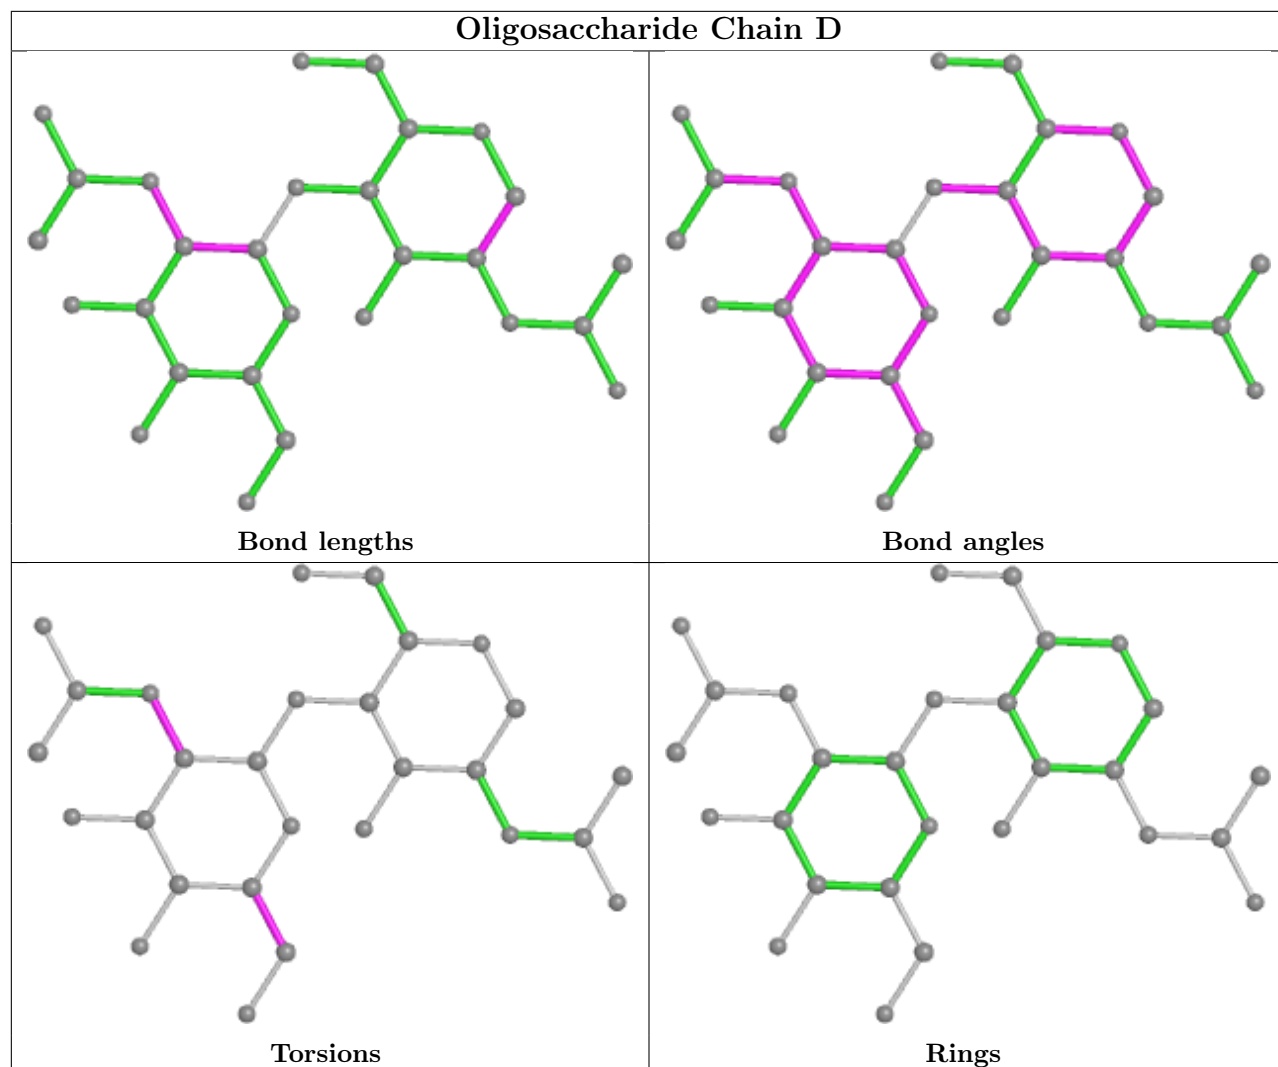 Oligosaccharide Chain D
Bond lengths
Bond angles
Torsions
Rings